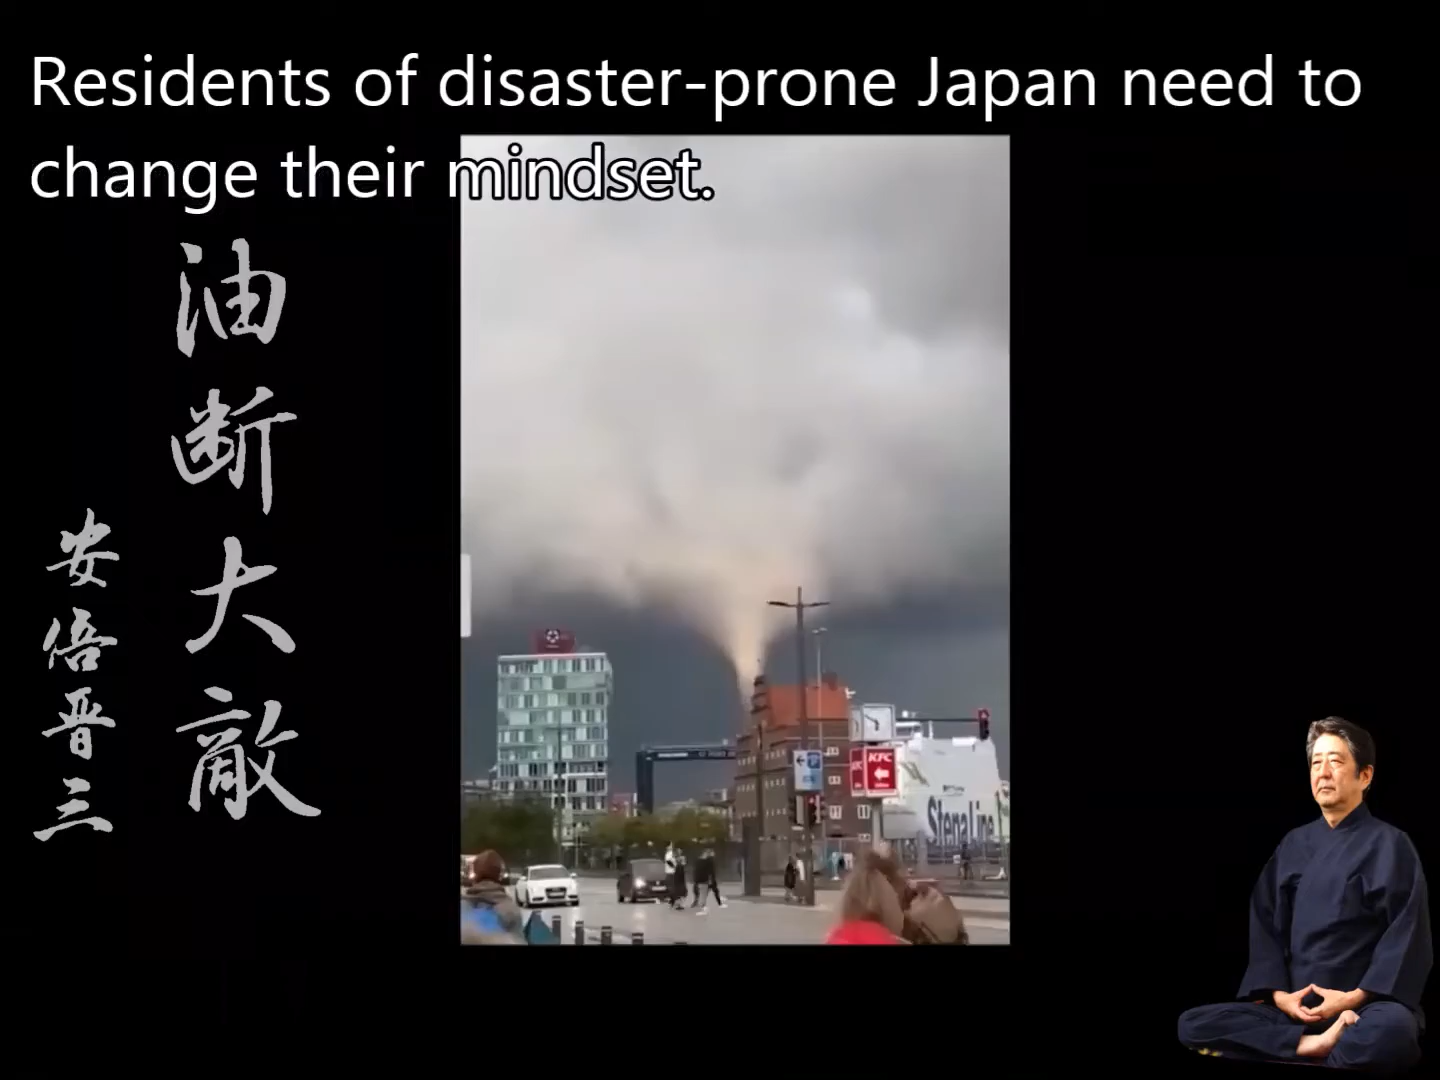 Residents of disaster-prone Japan need to
change their mindset.
油断大敵
安倍晋三
KFC
StenaLine